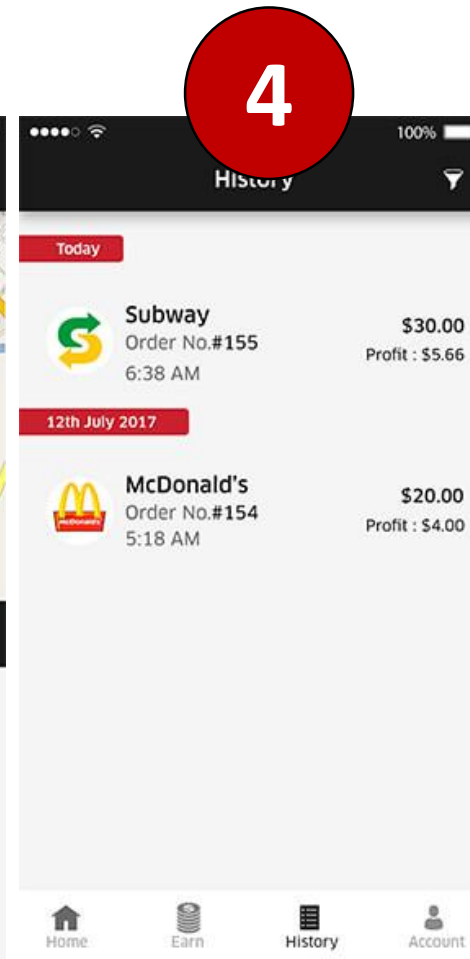 4
100%
History
Today
Subway
Order No.#155
6:38 AM
$30.00
Profit : $5.66
12th July 2017
McDonald's
McDonald's
Order No.#154
5:18 AM
$20.00
Profit : $4.00
Home
Earn
History
Account